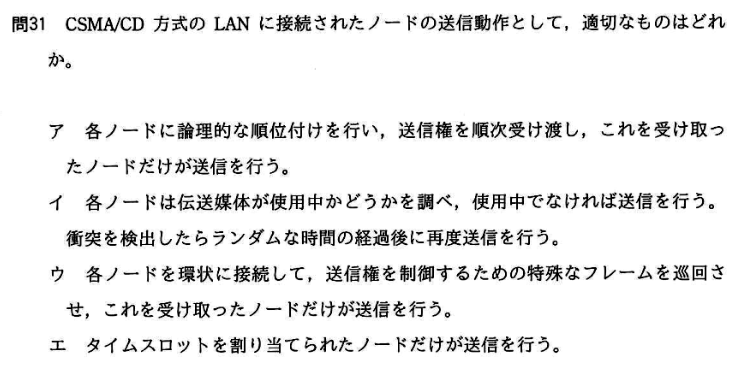 問31 CSMA/CD 方式の LAN に接続されたノードの送信動作として，適切なものはどれ
か。
ア 各ノードに論理的な順位付けを行い，送信権を順次受け渡し，これを受け取っ
たノードだけが送信を行う。
イ 各ノードは伝送媒体が使用中かどうかを調べ，使用中でなければ送信を行う。
衝突を検出したらランダムな時間の経過後に再度送信を行う。
ウ 各ノードを環状に接続して，送信権を制御するための特殊なフレームを巡回さ
せ，これを受け取ったノードだけが送信を行う。
エ タイムスロットを割り当てられたノードだけが送信を行う。